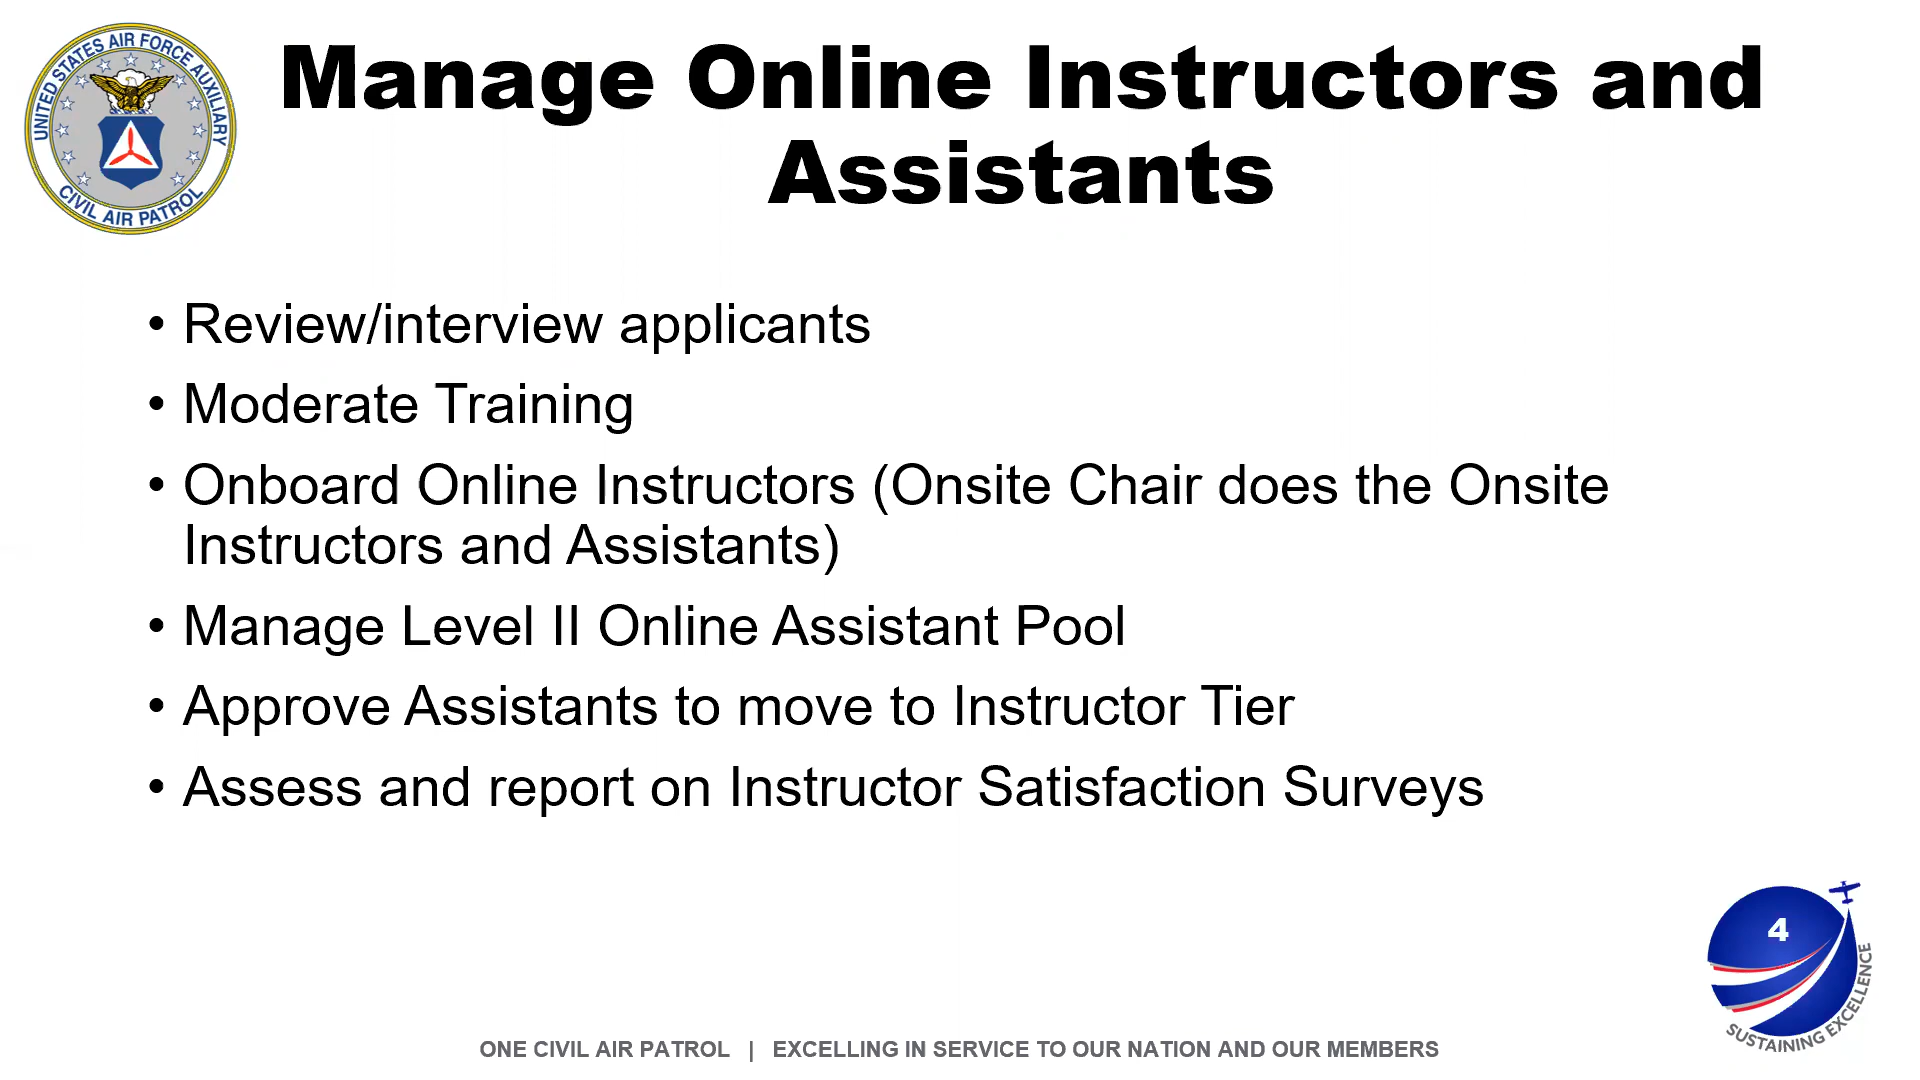 UNITED STATES AIR FORCE AUXILIARY
CIVIL AIR PATROL
Manage Online Instructors and
Assistants
• Review/interview applicants
• Moderate Training
• Onboard Online Instructors (Onsite Chair does the Onsite
Instructors and Assistants)
• Manage Level II Online Assistant Pool
• Approve Assistants to move to Instructor Tier
• Assess and report on Instructor Satisfaction Surveys
4
SUSTAINING EXCELLENCE
ONE CIVIL AIR PATROL | EXCELLING IN SERVICE TO OUR NATION AND OUR MEMBERS